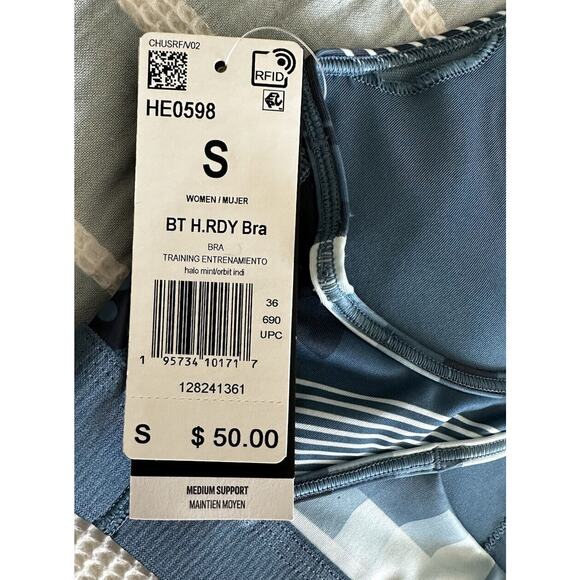 CHUSRF/V02
RFID
HE0598
S
WOMEN / MUJER
BT H.RDY Bra
BRA
TRAINING ENTRENAMIENTO
halo mint/orbit indi
36
690
UPC
1 95734 10171 7
128241361
S $ 50.00
MEDIUM SUPPORT
MAINTIEN MOYEN